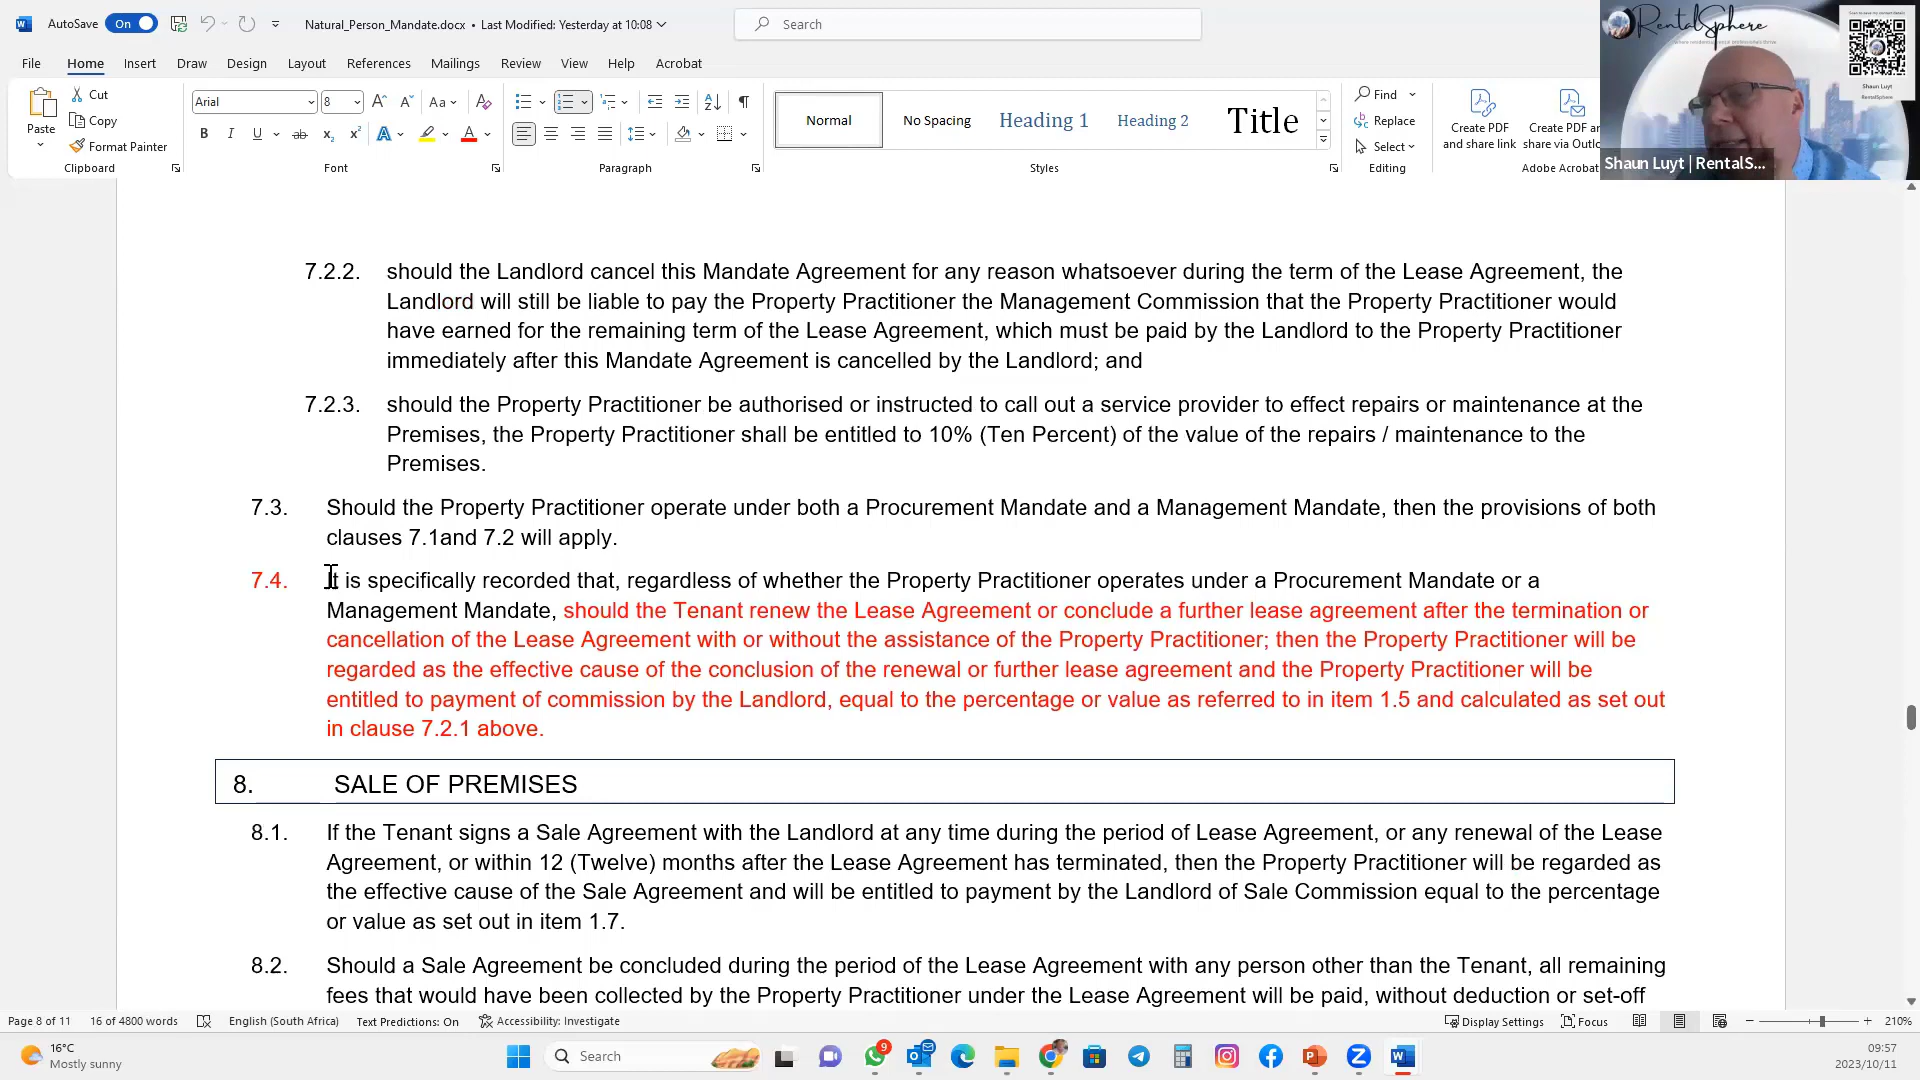 AutoSave On Natural_Person_Mandate.docx • Last Modified: Yesterday at 10:08 Search
File Home Insert Draw Design Layout References Mailings Review View Help Acrobat
Paste
Cut
Copy
Format Painter
Clipboard
Arial 8
Font
Paragraph
Normal
No Spacing
Heading 1
Heading 2
Title
Styles
Find
Replace
Select
Editing
Create PDF
and share link
Create PDF an
share via Outlo
Adobe Acrobat
RentalSphere
Shaun Luyt
RentalSphere
Shaun Luyt | RentalS...
7.2.2. should the Landlord cancel this Mandate Agreement for any reason whatsoever during the term of the Lease Agreement, the
Landlord will still be liable to pay the Property Practitioner the Management Commission that the Property Practitioner would
have earned for the remaining term of the Lease Agreement, which must be paid by the Landlord to the Property Practitioner
immediately after this Mandate Agreement is cancelled by the Landlord; and
7.2.3. should the Property Practitioner be authorised or instructed to call out a service provider to effect repairs or maintenance at the
Premises, the Property Practitioner shall be entitled to 10% (Ten Percent) of the value of the repairs / maintenance to the
Premises.
7.3. Should the Property Practitioner operate under both a Procurement Mandate and a Management Mandate, then the provisions of both
clauses 7.1and 7.2 will apply.
7.4. It is specifically recorded that, regardless of whether the Property Practitioner operates under a Procurement Mandate or a
Management Mandate, should the Tenant renew the Lease Agreement or conclude a further lease agreement after the termination or
cancellation of the Lease Agreement with or without the assistance of the Property Practitioner; then the Property Practitioner will be
regarded as the effective cause of the conclusion of the renewal or further lease agreement and the Property Practitioner will be
entitled to payment of commission by the Landlord, equal to the percentage or value as referred to in item 1.5 and calculated as set out
in clause 7.2.1 above.
8. SALE OF PREMISES
8.1. If the Tenant signs a Sale Agreement with the Landlord at any time during the period of Lease Agreement, or any renewal of the Lease
Agreement, or within 12 (Twelve) months after the Lease Agreement has terminated, then the Property Practitioner will be regarded as
the effective cause of the Sale Agreement and will be entitled to payment by the Landlord of Sale Commission equal to the percentage
or value as set out in item 1.7.
8.2. Should a Sale Agreement be concluded during the period of the Lease Agreement with any person other than the Tenant, all remaining
fees that would have been collected by the Property Practitioner under the Lease Agreement will be paid, without deduction or set-off
Page 8 of 11 16 of 4800 words English (South Africa) Text Predictions: On Accessibility: Investigate Display Settings Focus 210%
16°C
Mostly sunny
Search
9
09:57
2023/10/11